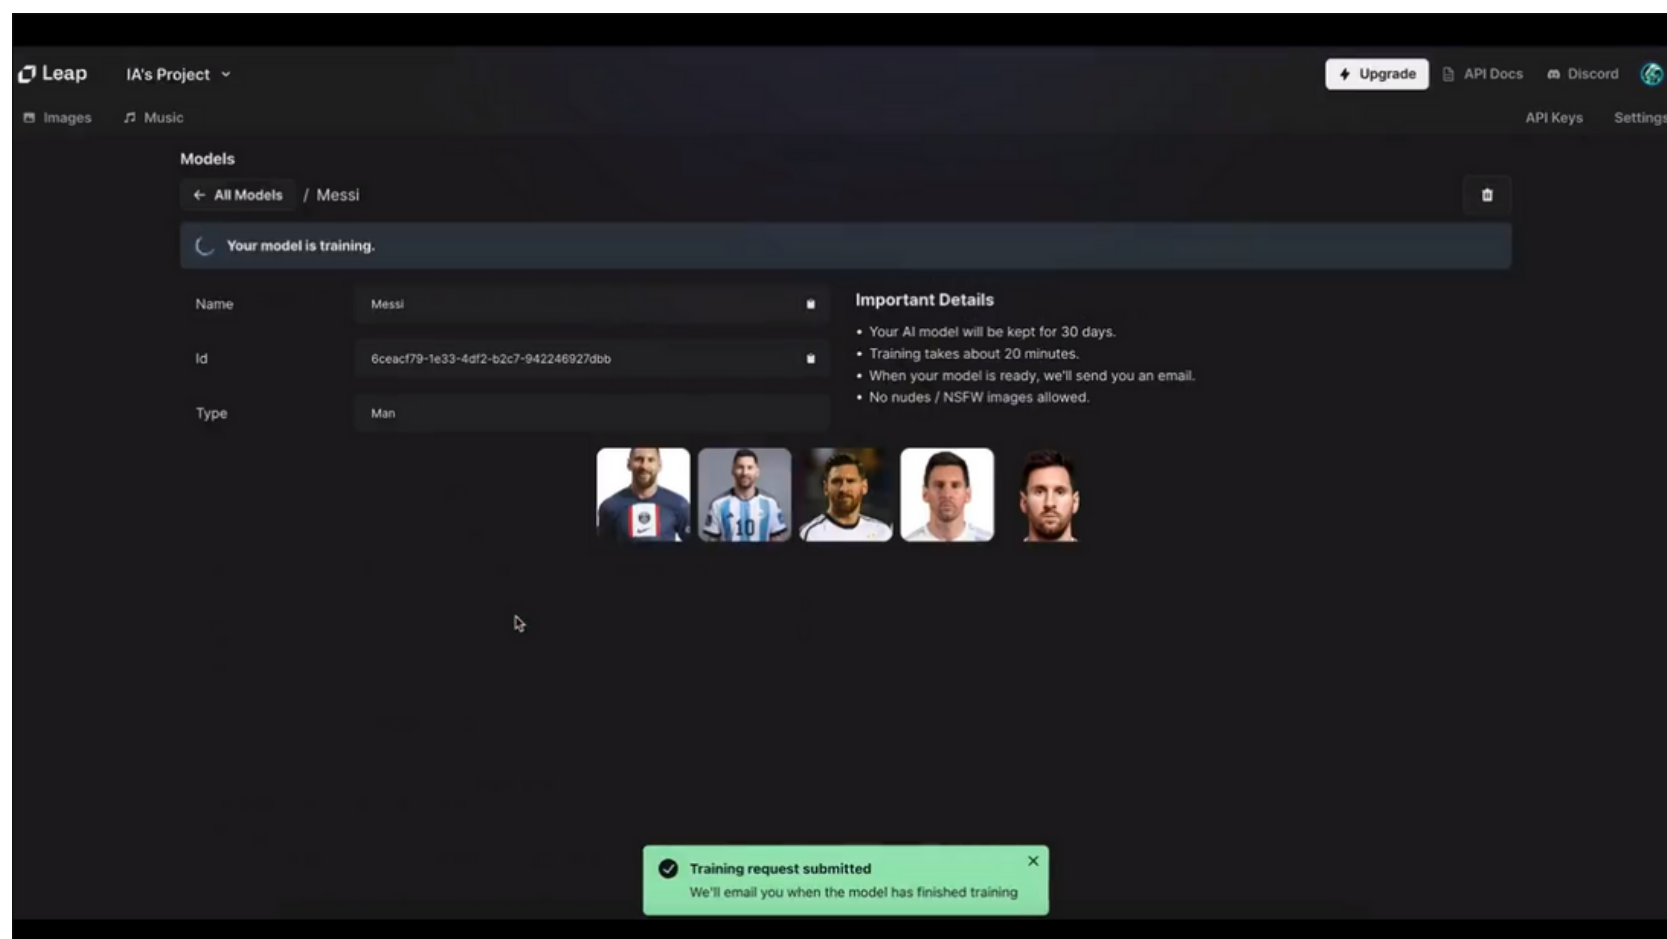 Leap IA's Project Upgrade API Docs Discord
Images Music API Keys Settings
Models
← All Models / Messi
Your model is training.
Name Messi
Id 6ceacf79-1e33-4df2-b2c7-942246927dbb
Type Man
Important Details
• Your AI model will be kept for 30 days.
• Training takes about 20 minutes.
• When your model is ready, we'll send you an email.
• No nudes / NSFW images allowed.
10
Training request submitted
We'll email you when the model has finished training